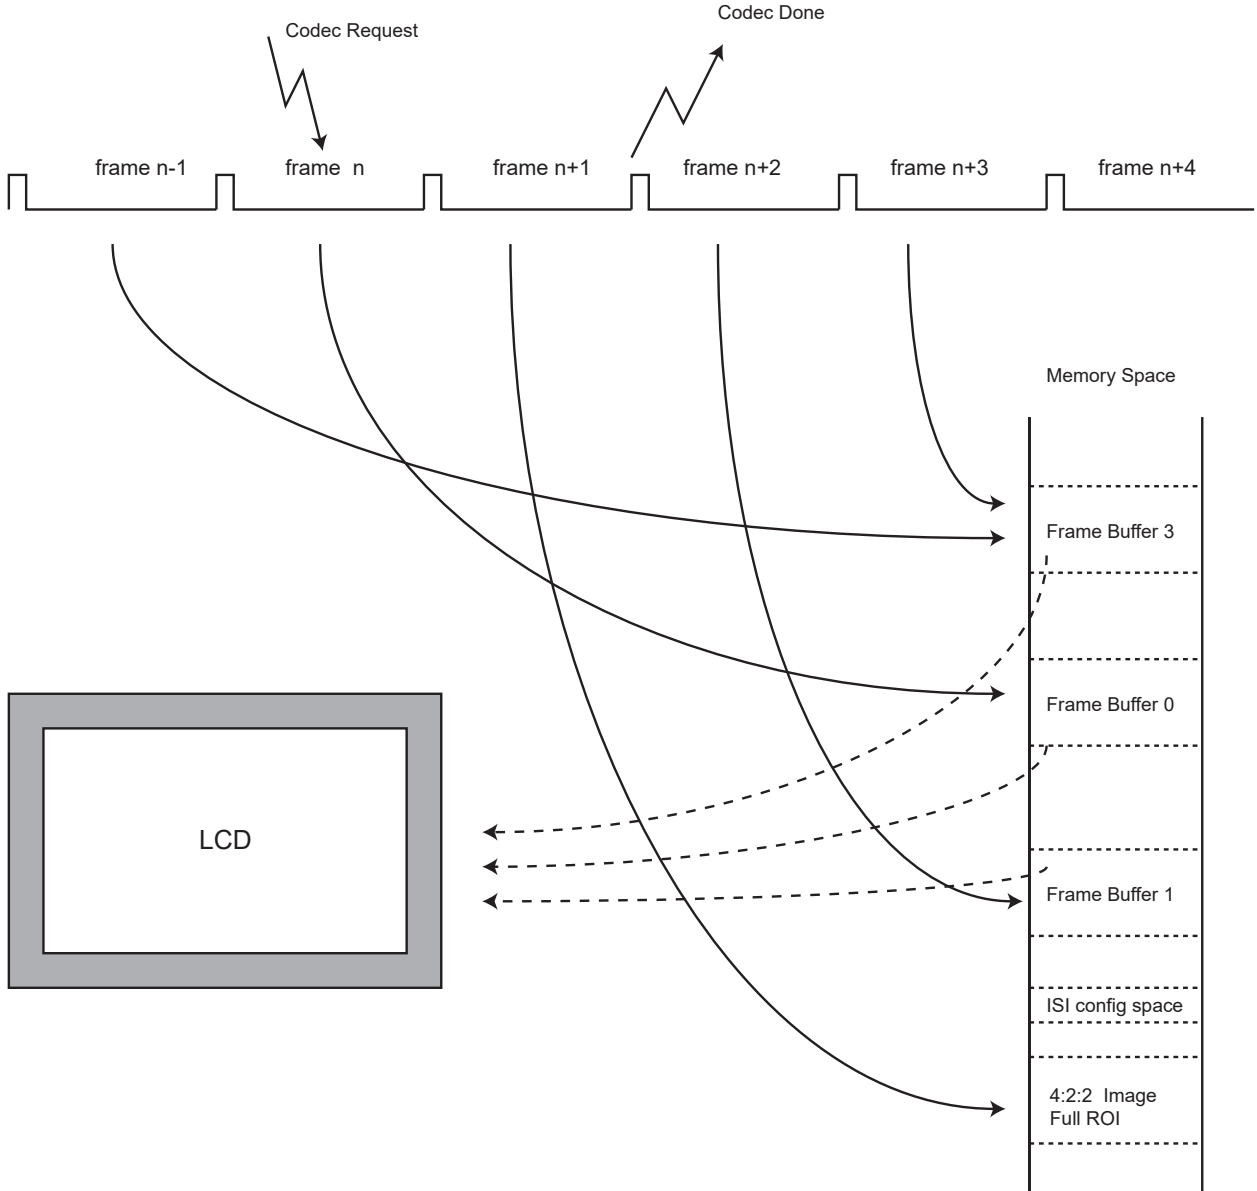 Codec Done
Codec Request
frame n-1
frame n
frame n+1
frame n+2
frame n+3
frame n+4
Memory Space
Frame Buffer 3
Frame Buffer 0
LCD
Frame Buffer 1
ISI config space
4:2:2 Image
Full ROI